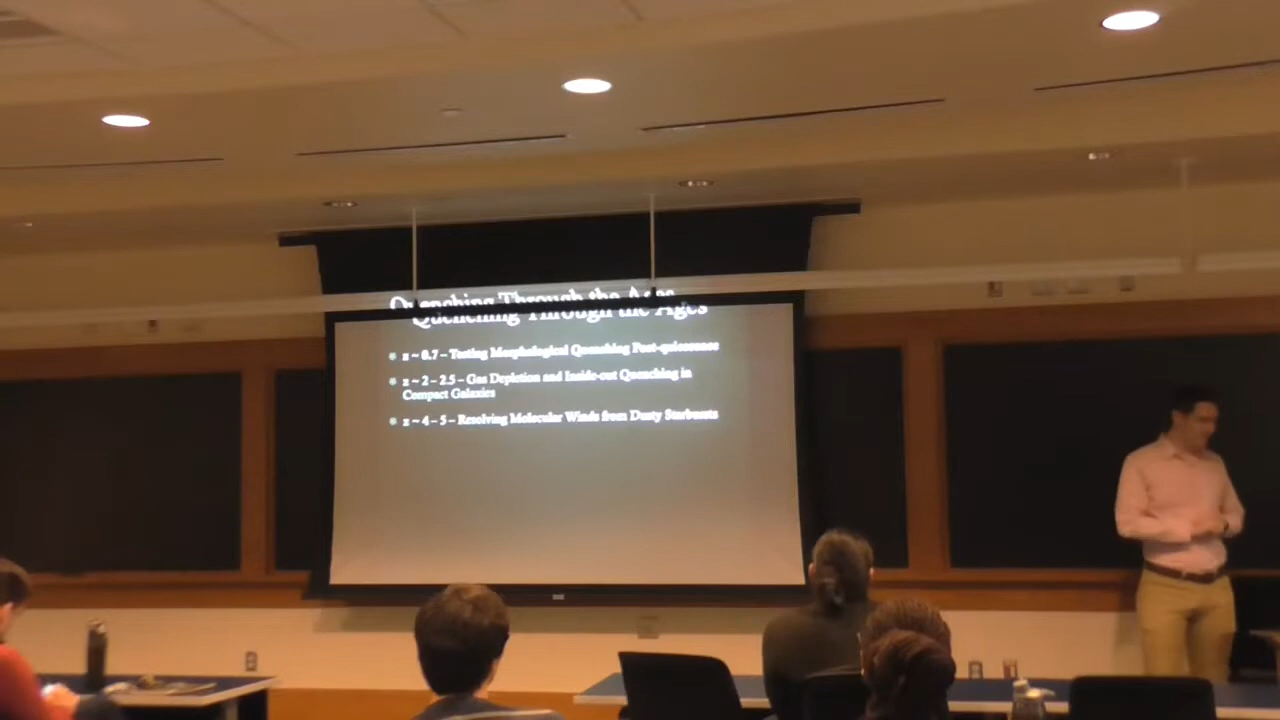 Quenching Through the Ages
z ~ 0.7 – Testing Morphological Quenching Post-quiescence
z ~ 2 – 2.5 – Gas Depletion and Inside-out Quenching in
Compact Galaxies
z ~ 4 – 5 – Resolving Molecular Winds from Dusty Starbursts